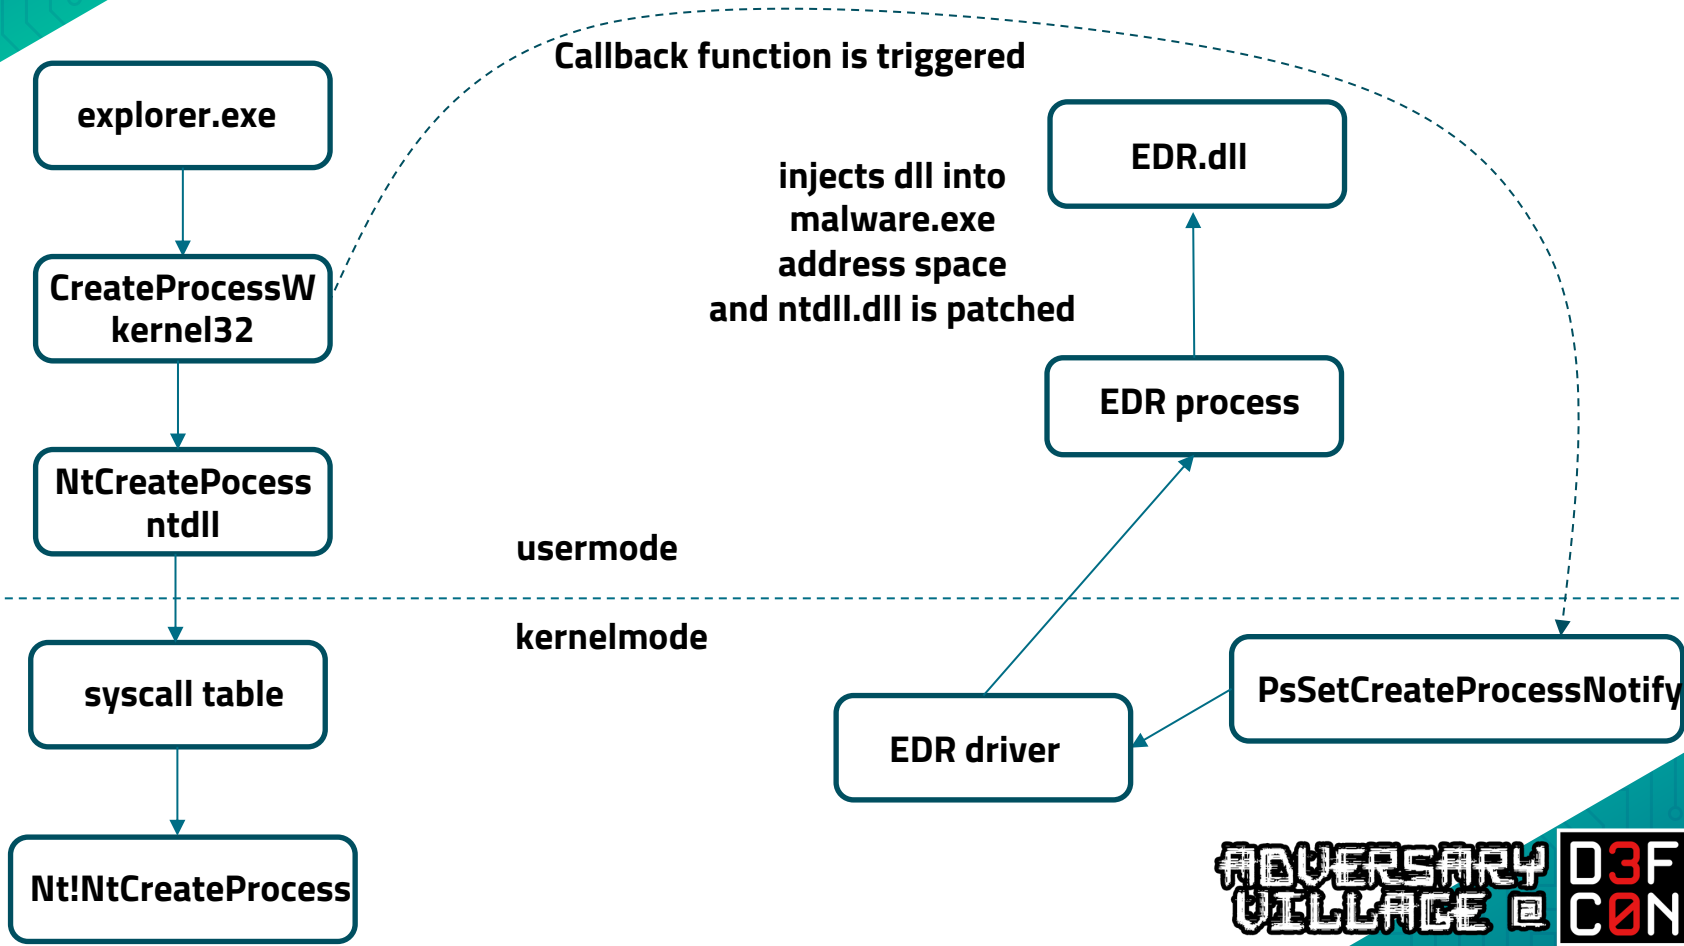 Callback function is triggered
explorer.exe
EDR.dll
injects dll into
malware.exe
address space
and ntdll.dll is patched
CreateProcessW
kernel32
EDR process
NtCreatePocess
ntdll
usermode
kernelmode
syscall table
PsSetCreateProcessNotify
EDR driver
Nt!NtCreateProcess
ADVERSARY
VILLAGE @
D3F
C0N